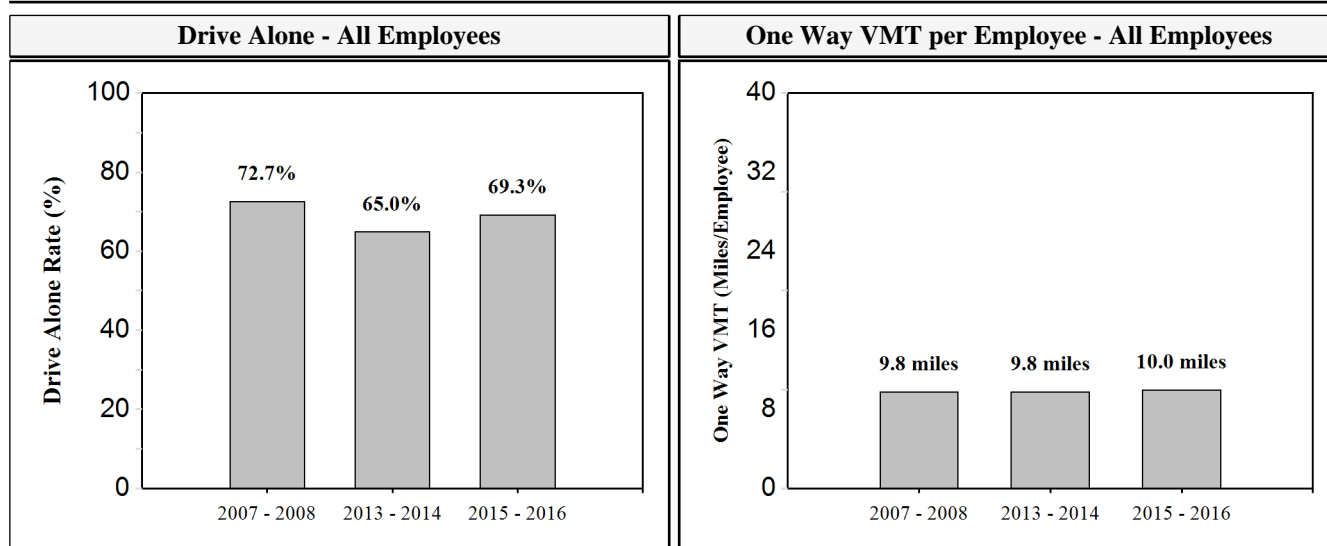 Drive Alone - All Employees
One Way VMT per Employee - All Employees
Drive Alone Rate (%)
100
80
60
40
20
0
72.7%
65.0%
69.3%
2007 - 2008
2013 - 2014
2015 - 2016
One Way VMT (Miles/Employee)
40
32
24
16
8
0
9.8 miles
9.8 miles
10.0 miles
2007 - 2008
2013 - 2014
2015 - 2016